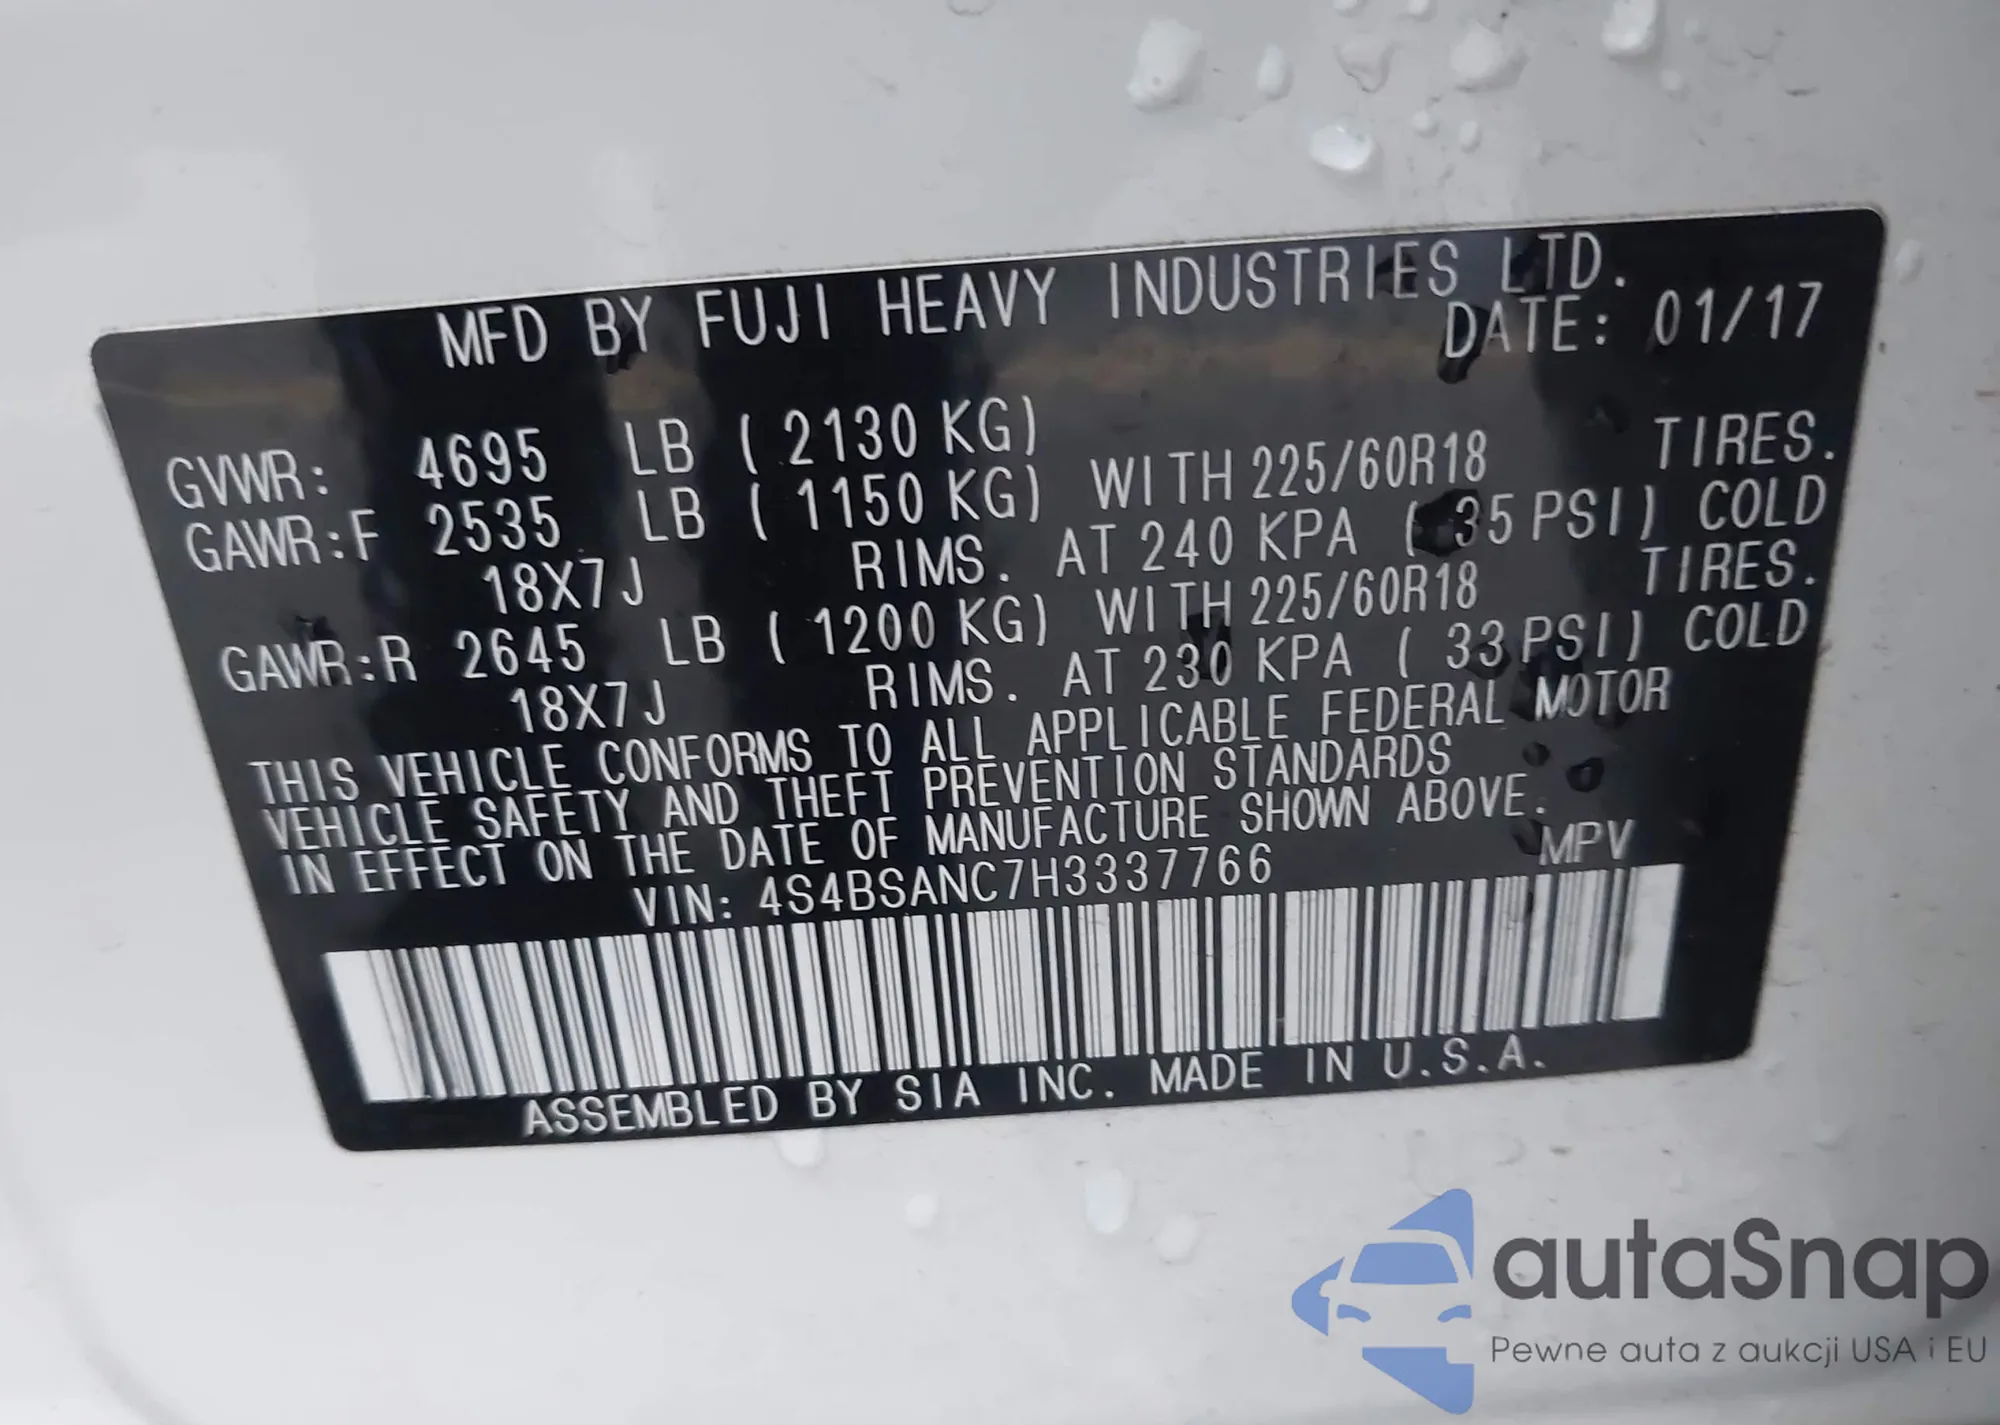 MFD BY FUJI HEAVY INDUSTRIES LTD.
DATE: 01/17
GVWR: 4695 LB ( 2130 KG)
GAWR:F 2535 LB ( 1150 KG) WITH 225/60R18 TIRES.
18X7J RIMS. AT 240 KPA ( 35 PSI) COLD
GAWR:R 2645 LB ( 1200 KG) WITH 225/60R18 TIRES.
18X7J RIMS. AT 230 KPA ( 33 PSI) COLD
THIS VEHICLE CONFORMS TO ALL APPLICABLE FEDERAL MOTOR
VEHICLE SAFETY AND THEFT PREVENTION STANDARDS
IN EFFECT ON THE DATE OF MANUFACTURE SHOWN ABOVE.
VIN: 4S4BSANC7H3337766 MPV
ASSEMBLED BY SIA INC. MADE IN U.S.A.
autaSnap
Pewne auta z aukcji USA i EU